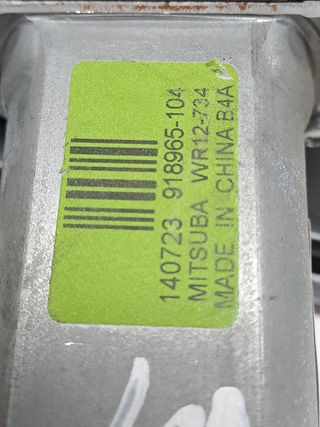 140723 918965-104
MITSUBA WR12-734
MADE IN CHINA B4A